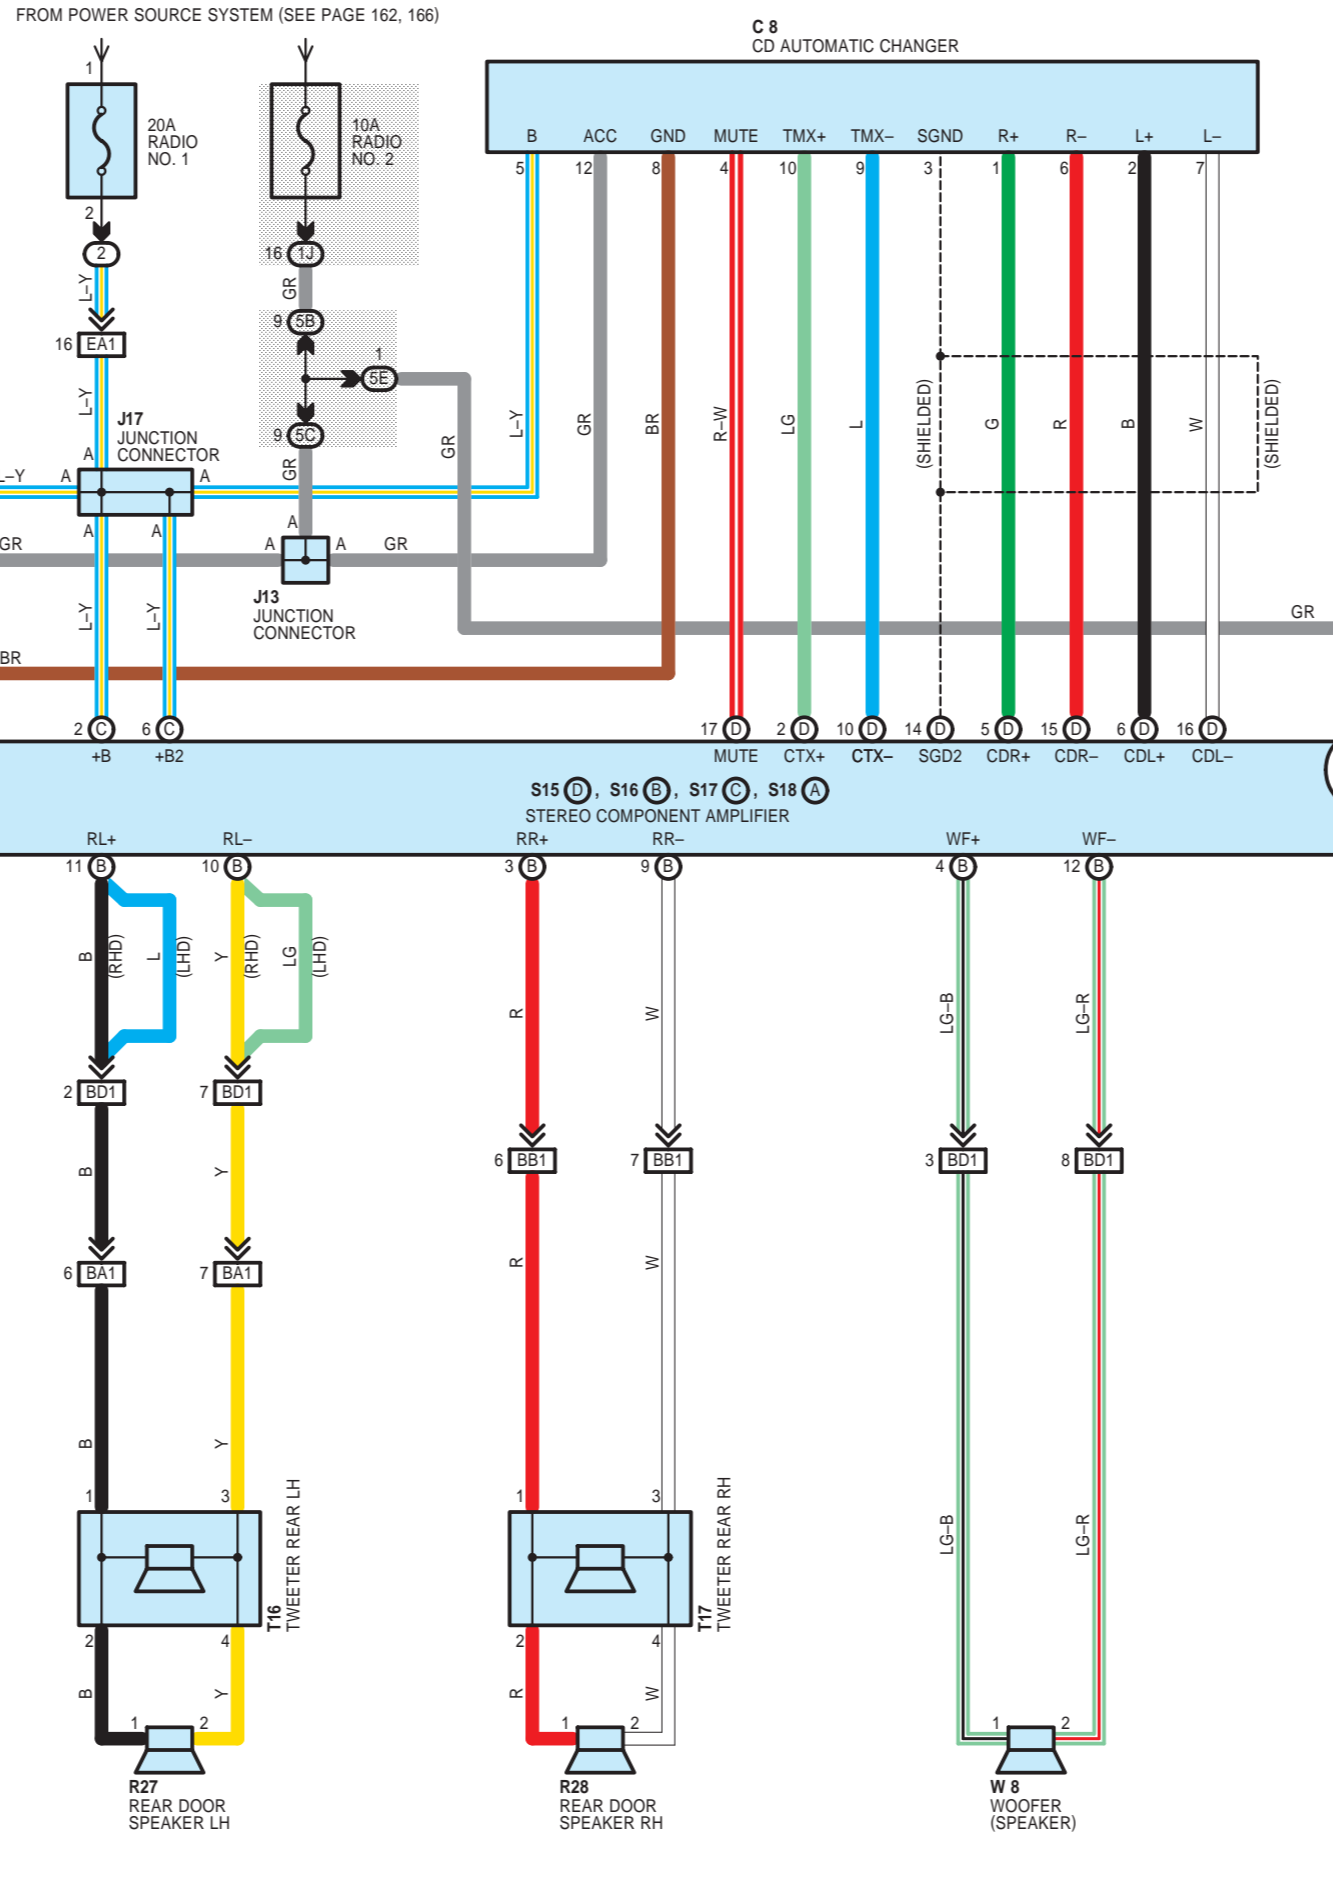 FROM POWER SOURCE SYSTEM (SEE PAGE 162, 166)
C 8
CD AUTOMATIC CHANGER
1
20A
RADIO
NO. 1
10A
RADIO
NO. 2
B ACC GND MUTE TMX+ TMX– SGND R+ R– L+ L–
5 12 8 4 10 9 3 1 6 2 7
2
2
16 1J
L–Y
GR
9 5B
16 EA1
1
5E
L–Y
J17
JUNCTION
CONNECTOR
9 5C
GR
GR
L–Y
GR
BR
R–W
LG
L
(SHIELDED)
G
R
B
W
(SHIELDED)
A
L–Y A A
A A
A
GR A A GR
J13
JUNCTION
CONNECTOR
L–Y
L–Y
GR
BR
2 C 6 C 17 D 2 D 10 D 14 D 5 D 15 D 6 D 16 D
+B +B2 MUTE CTX+ CTX– SGD2 CDR+ CDR– CDL+ CDL–
S15 D , S16 B , S17 C , S18 A
STEREO COMPONENT AMPLIFIER
RL+ RL– RR+ RR– WF+ WF–
11 B 10 B 3 B 9 B 4 B 12 B
B
(RHD)
L
(LHD)
Y
(RHD)
LG
(LHD)
R
W
LG–B
LG–R
2 BD1 7 BD1
6 BB1 7 BB1 3 BD1 8 BD1
B
Y
6 BA1 7 BA1
R
W
B
Y
1 3 1 3
T16
TWEETER REAR LH
T17
TWEETER REAR RH
LG–B
LG–R
2 4 2 4
B
Y
R
W
1 2 1 2 1 2
R27
REAR DOOR
SPEAKER LH
R28
REAR DOOR
SPEAKER RH
W 8
WOOFER
(SPEAKER)